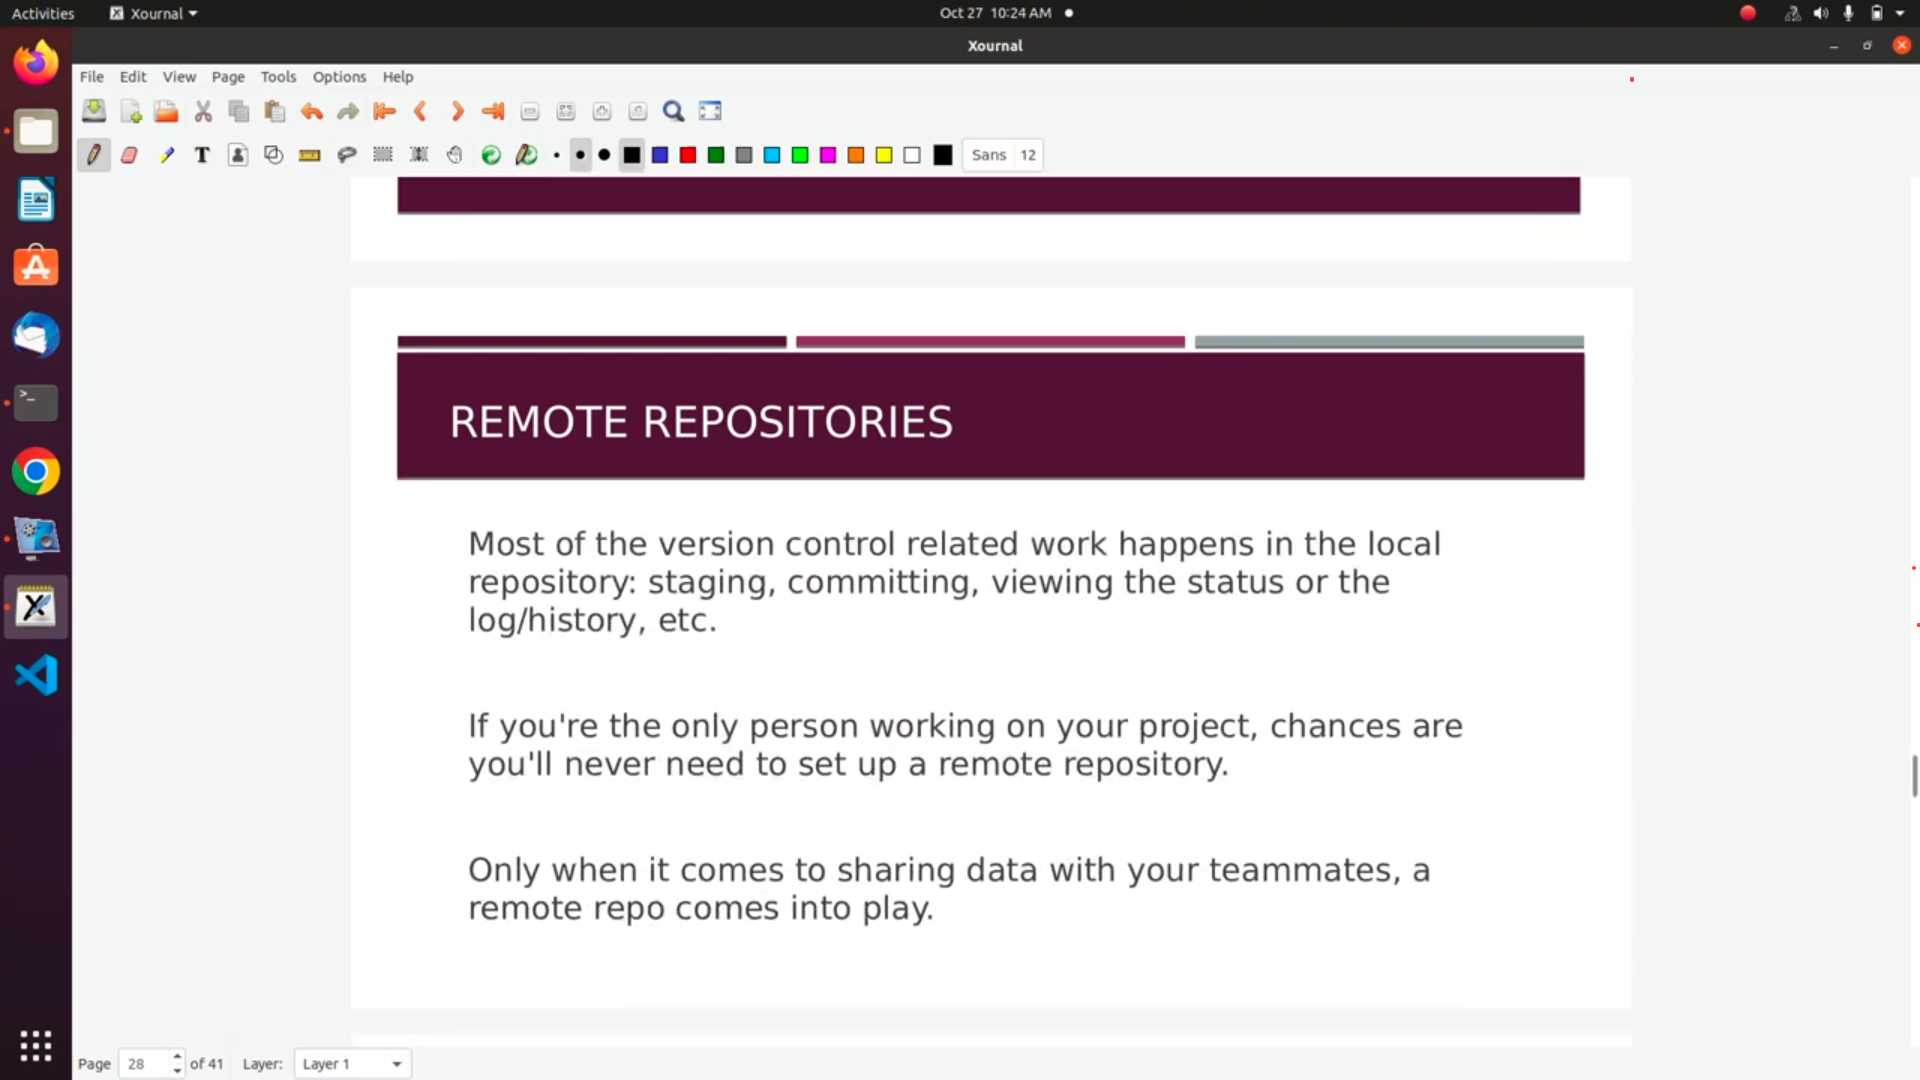 Activities
Xournal
Oct 27 10:24 AM
Xournal
File Edit View Page Tools Options Help
T
Sans 12
REMOTE REPOSITORIES
Most of the version control related work happens in the local
repository: staging, committing, viewing the status or the
log/history, etc.
If you're the only person working on your project, chances are
you'll never need to set up a remote repository.
Only when it comes to sharing data with your teammates, a
remote repo comes into play.
Page 28 of 41 Layer: Layer 1